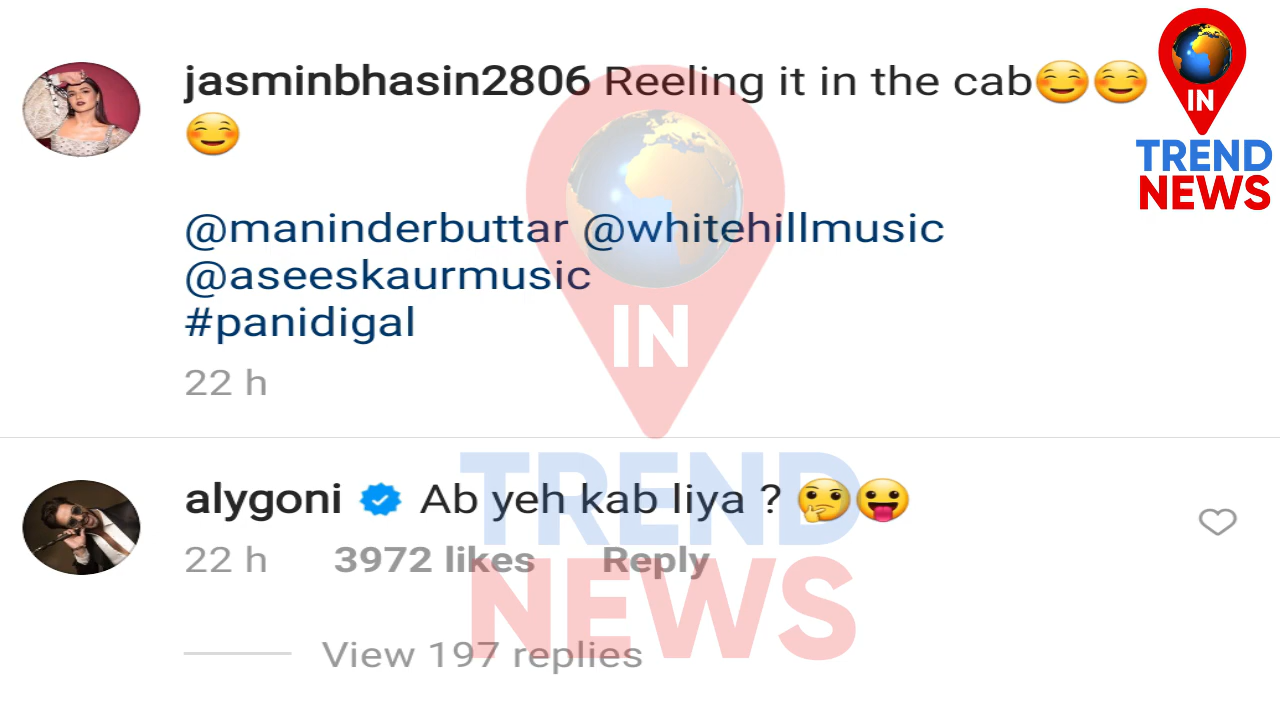 jasminbhasin2806 Reeling it in the cab☺️☺️
☺️
@maninderbuttar @whitehillmusic
@aseeskaurmusic
#panidigal
22 h
alygoni Ab yeh kab liya ? 🤔😛
22 h 3972 likes Reply
View 197 replies
IN
TREND
NEWS
IN
TREND
NEWS